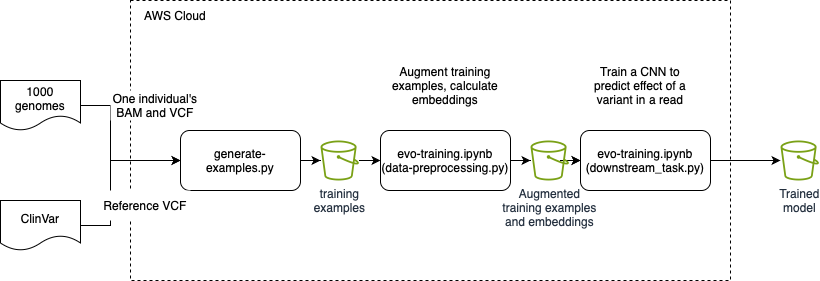 AWS Cloud
1000
genomes
One individual's
BAM and VCF
Augment training
examples, calculate
embeddings
Train a CNN to
predict effect of a
variant in a read
generate-
examples.py
evo-training.ipynb
(data-preprocessing.py)
evo-training.ipynb
(downstream_task.py)
training
examples
Augmented
training examples
and embeddings
Trained
model
ClinVar
Reference VCF